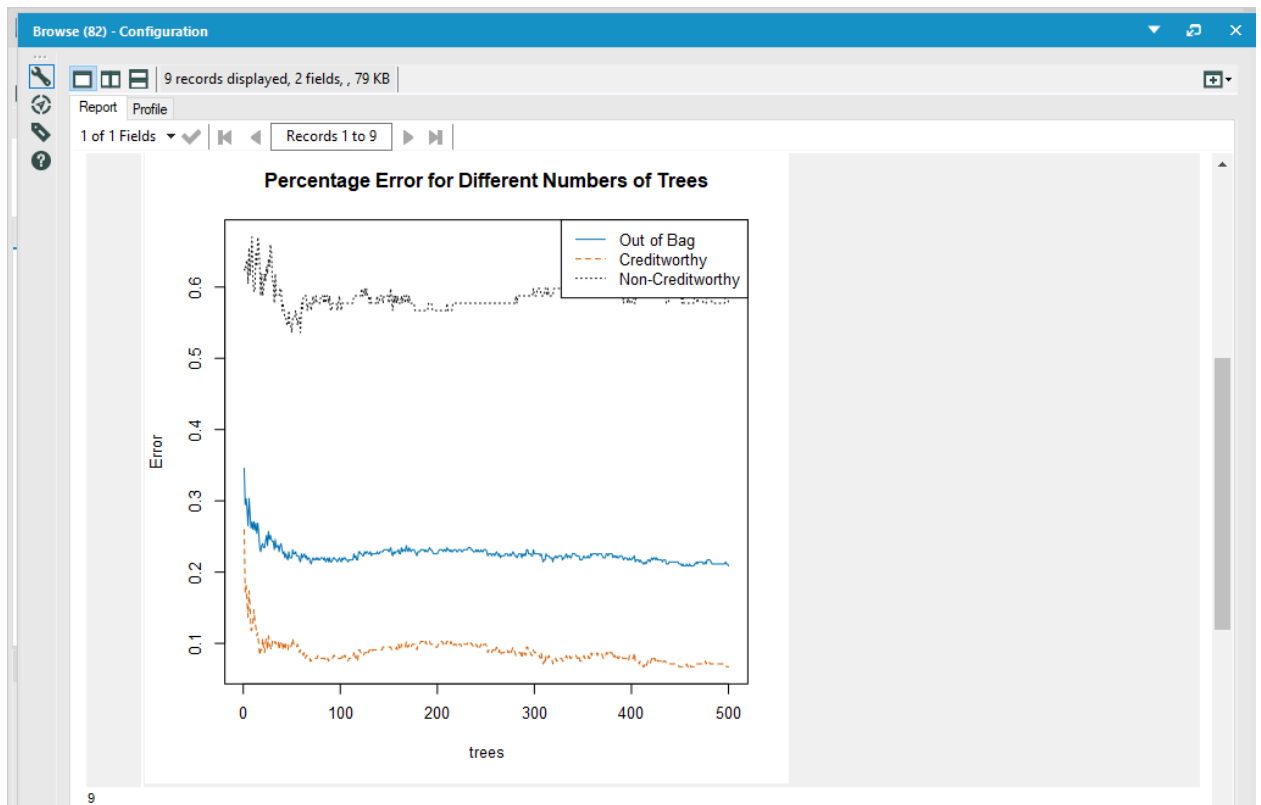 Browse (82) - Configuration
9 records displayed, 2 fields, , 79 KB
Report Profile
1 of 1 Fields Records 1 to 9
Percentage Error for Different Numbers of Trees
Out of Bag
Creditworthy
Non-Creditworthy
0.6
0.5
0.4
0.3
0.2
0.1
Error
0 100 200 300 400 500
trees
9